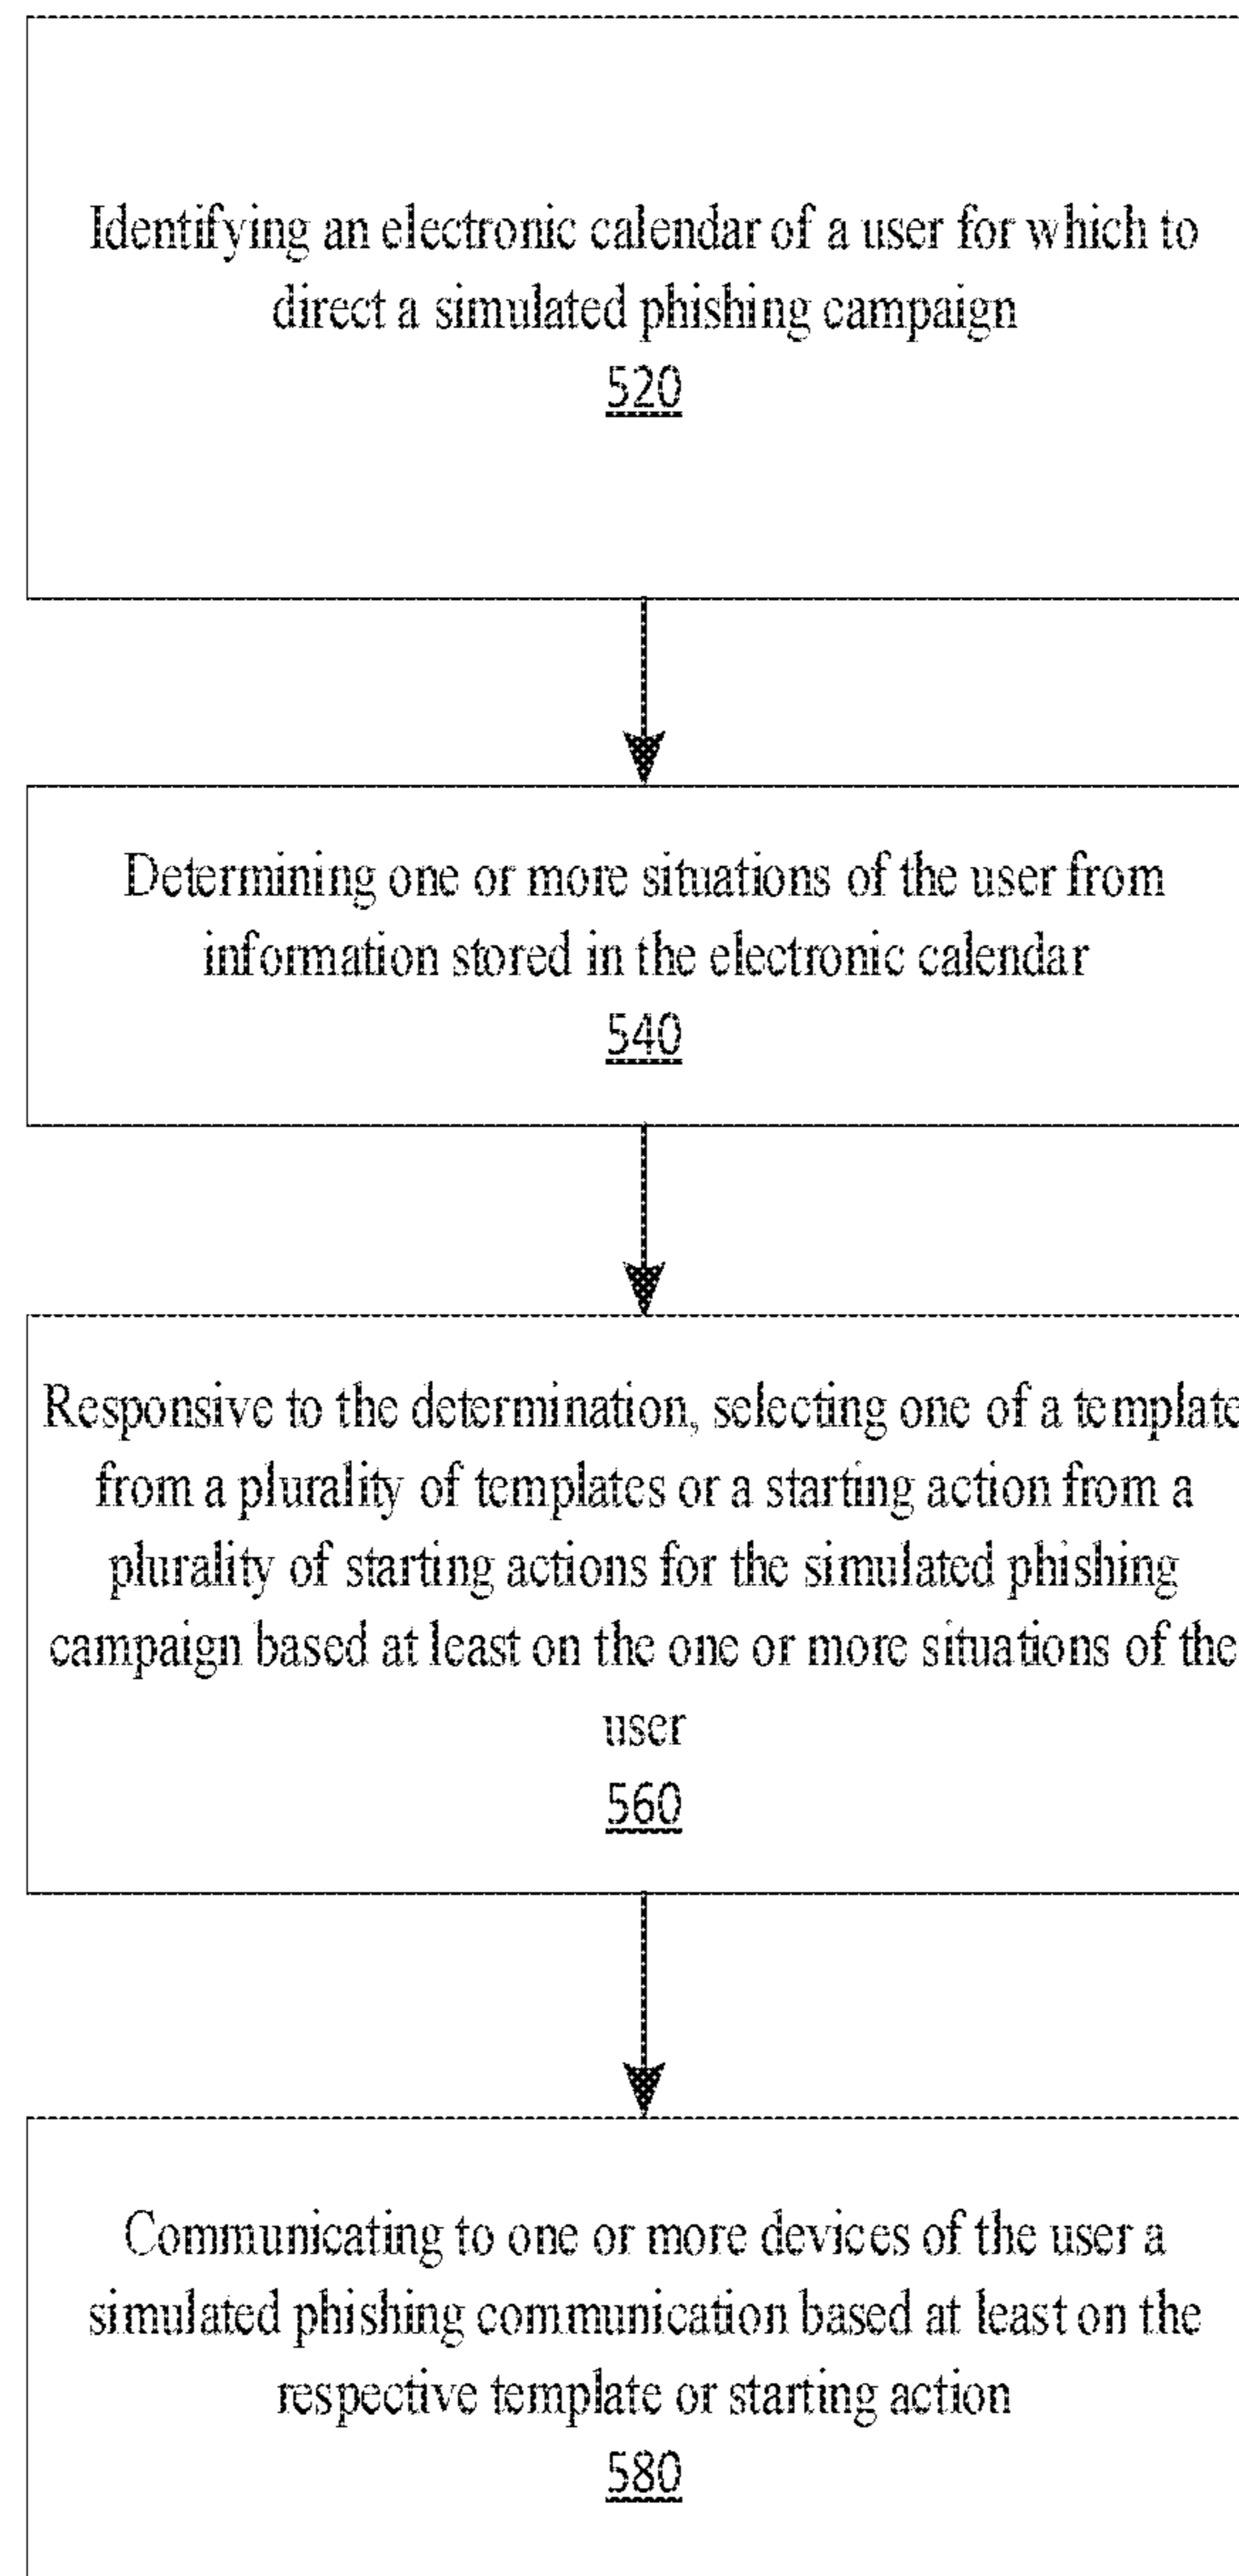 Identifying an electronic calendar of a user for which to
direct a simulated phishing campaign
520
Determining one or more situations of the user from
information stored in the electronic calendar
540
Responsive to the determination, selecting one of a template
from a plurality of templates or a starting action from a
plurality of starting actions for the simulated phishing
campaign based at least on the one or more situations of the
user
560
Communicating to one or more devices of the user a
simulated phishing communication based at least on the
respective template or starting action
580